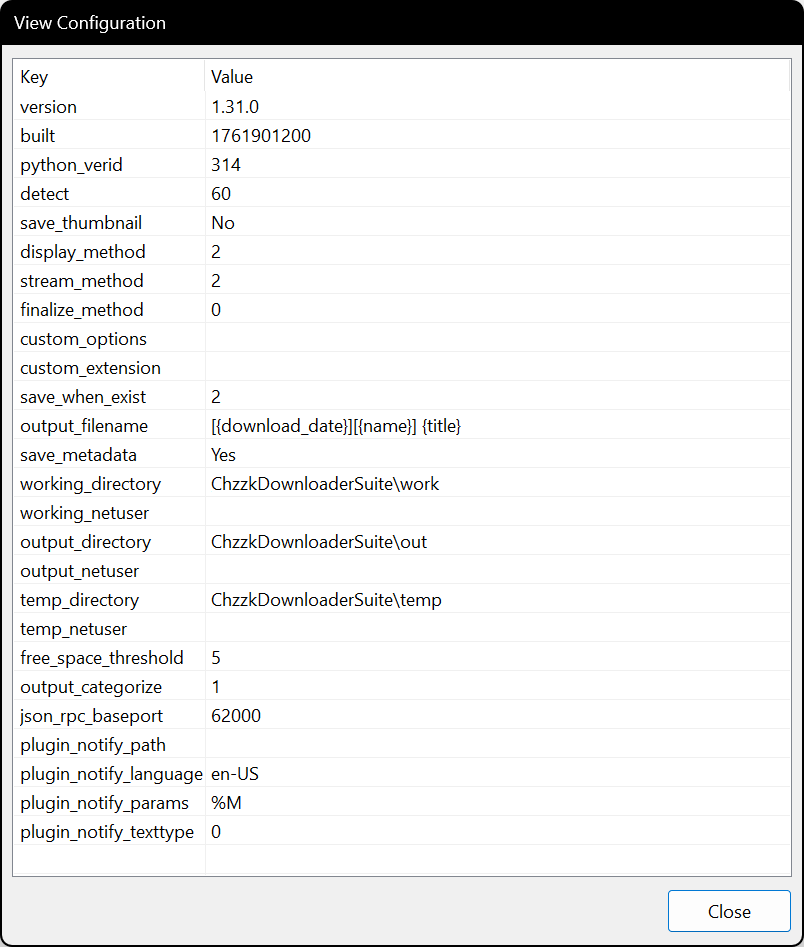 View Configuration
Key Value
version 1.31.0
built 1761901200
python_verid 314
detect 60
save_thumbnail No
display_method 2
stream_method 2
finalize_method 0
custom_options
custom_extension
save_when_exist 2
output_filename [{download_date}][{name}] {title}
save_metadata Yes
working_directory ChzzkDownloaderSuite\work
working_netuser
output_directory ChzzkDownloaderSuite\out
output_netuser
temp_directory ChzzkDownloaderSuite\temp
temp_netuser
free_space_threshold 5
output_categorize 1
json_rpc_baseport 62000
plugin_notify_path
plugin_notify_language en-US
plugin_notify_params %M
plugin_notify_texttype 0
Close